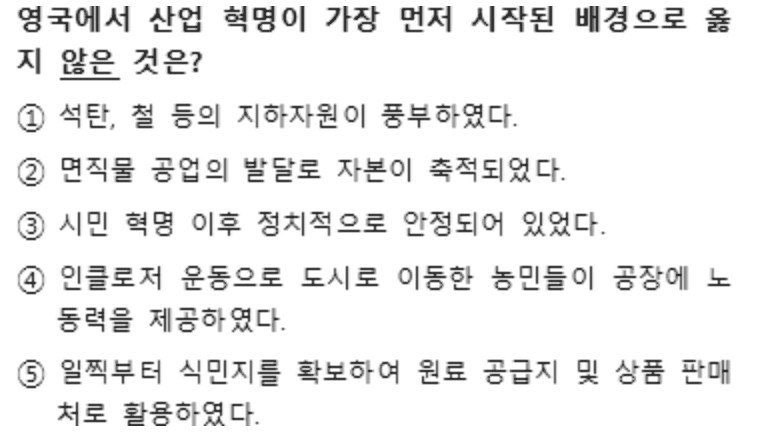 영국에서 산업 혁명이 가장 먼저 시작된 배경으로 옳
지 않은 것은?
① 석탄, 철 등의 지하자원이 풍부하였다.
② 면직물 공업의 발달로 자본이 축적되었다.
③ 시민 혁명 이후 정치적으로 안정되어 있었다.
④ 인클로저 운동으로 도시로 이동한 농민들이 공장에 노
동력을 제공하였다.
⑤ 일찍부터 식민지를 확보하여 원료 공급지 및 상품 판매
처로 활용하였다.